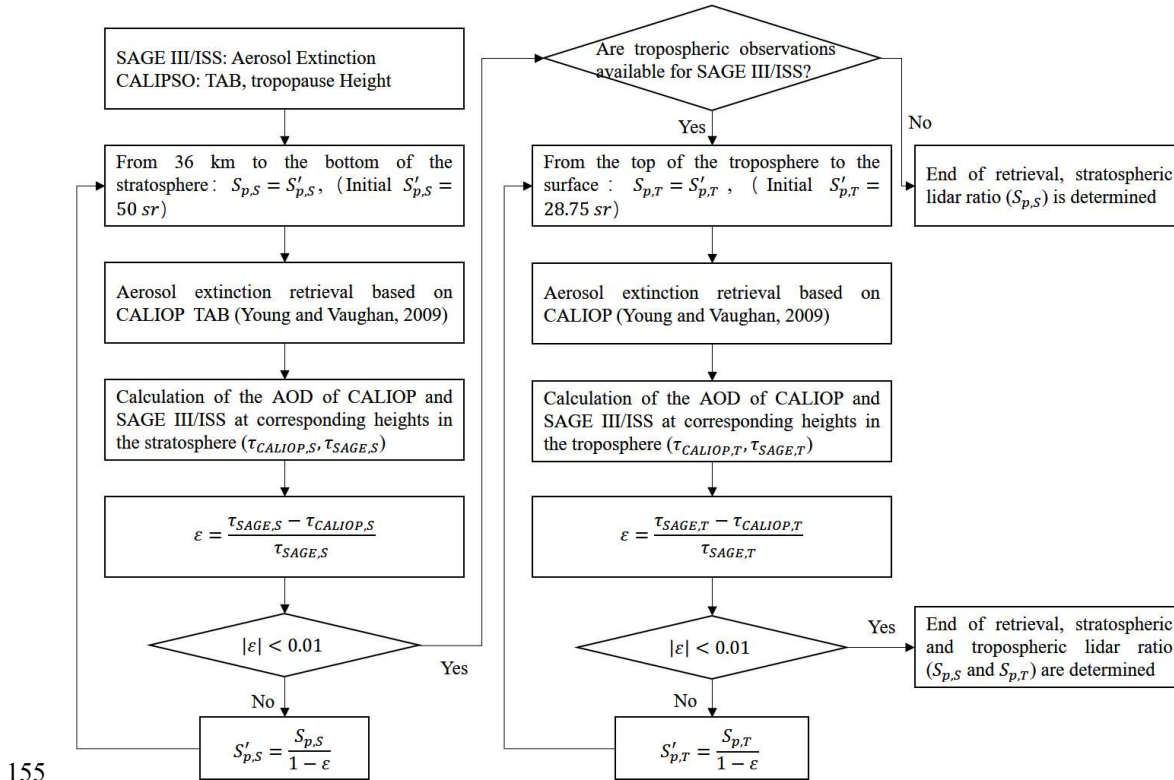 SAGE III/ISS: Aerosol Extinction
CALIPSO: TAB, tropopause Height
From 36 km to the bottom of the
stratosphere: S_{p,S} = S'_{p,S}, (Initial S'_{p,S} =
50 sr)
Aerosol extinction retrieval based on
CALIOP TAB (Young and Vaughan, 2009)
Calculation of the AOD of CALIOP and
SAGE III/ISS at corresponding heights in
the stratosphere (τ_{CALIOP,S}, τ_{SAGE,S})
ε = \frac{τ_{SAGE,S} − τ_{CALIOP,S}}{τ_{SAGE,S}}
|ε| < 0.01
Yes
No
S'_{p,S} = \frac{S_{p,S}}{1 − ε}
Are tropospheric observations
available for SAGE III/ISS?
Yes
No
From the top of the troposphere to the
surface : S_{p,T} = S'_{p,T} , (Initial S'_{p,T} =
28.75 sr)
End of retrieval, stratospheric
lidar ratio (S_{p,S}) is determined
Aerosol extinction retrieval based on
CALIOP (Young and Vaughan, 2009)
Calculation of the AOD of CALIOP and
SAGE III/ISS at corresponding heights in
the troposphere (τ_{CALIOP,T}, τ_{SAGE,T})
ε = \frac{τ_{SAGE,T} − τ_{CALIOP,T}}{τ_{SAGE,T}}
|ε| < 0.01
Yes
End of retrieval, stratospheric
and tropospheric lidar ratio
(S_{p,S} and S_{p,T}) are determined
No
S'_{p,T} = \frac{S_{p,T}}{1 − ε}
155